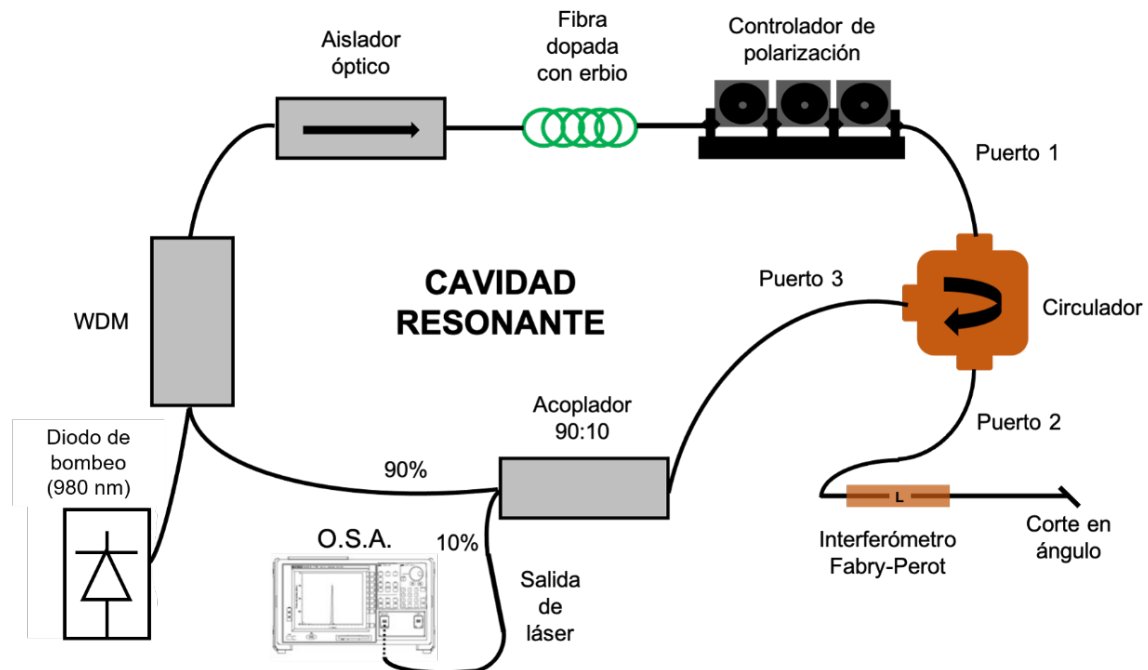 Aislador
óptico
Fibra
dopada
con erbio
Controlador de
polarización
Puerto 1
WDM
CAVIDAD
RESONANTE
Puerto 3
Circulador
Acoplador
90:10
Puerto 2
Diodo de
bombeo
(980 nm)
90%
L
O.S.A.
10%
Interferómetro
Fabry-Perot
Corte en
ángulo
Salida
de
láser